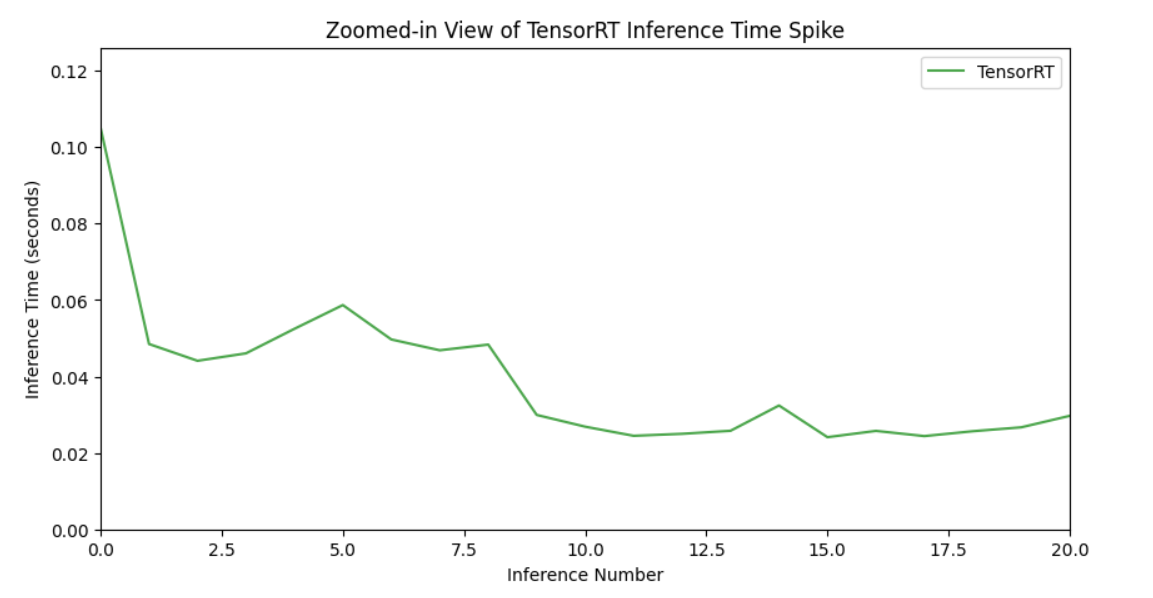 Zoomed-in View of TensorRT Inference Time Spike
TensorRT
0.12
0.10
0.08
0.06
0.04
0.02
0.00
Inference Time (seconds)
0.0 2.5 5.0 7.5 10.0 12.5 15.0 17.5 20.0
Inference Number